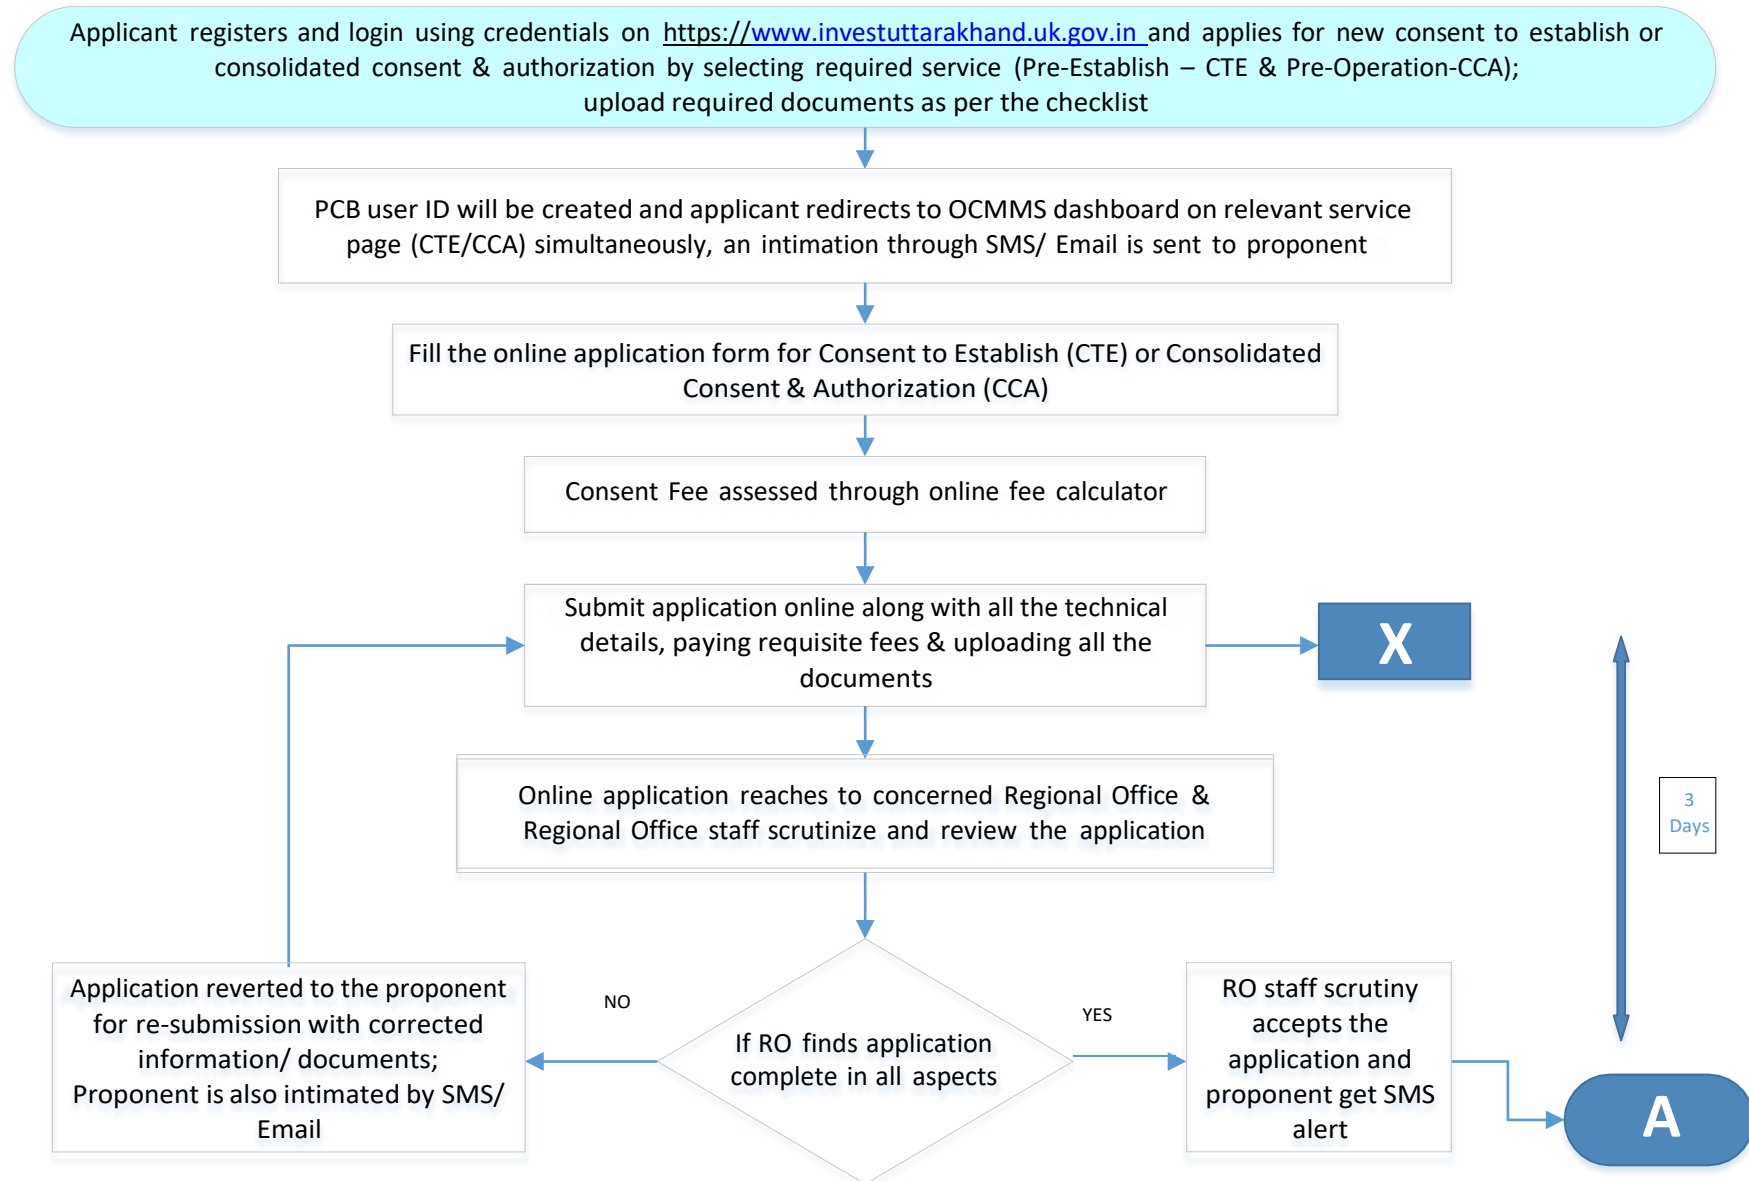 Applicant registers and login using credentials on https://www.investuttarakhand.uk.gov.in and applies for new consent to establish or
consolidated consent & authorization by selecting required service (Pre-Establish – CTE & Pre-Operation-CCA);
upload required documents as per the checklist
PCB user ID will be created and applicant redirects to OCMMS dashboard on relevant service
page (CTE/CCA) simultaneously, an intimation through SMS/ Email is sent to proponent
Fill the online application form for Consent to Establish (CTE) or Consolidated
Consent & Authorization (CCA)
Consent Fee assessed through online fee calculator
Submit application online along with all the technical
details, paying requisite fees & uploading all the
documents
X
Online application reaches to concerned Regional Office &
Regional Office staff scrutinize and review the application
3
Days
Application reverted to the proponent
for re-submission with corrected
information/ documents;
Proponent is also intimated by SMS/
Email
NO
If RO finds application
complete in all aspects
YES
RO staff scrutiny
accepts the
application and
proponent get SMS
alert
A